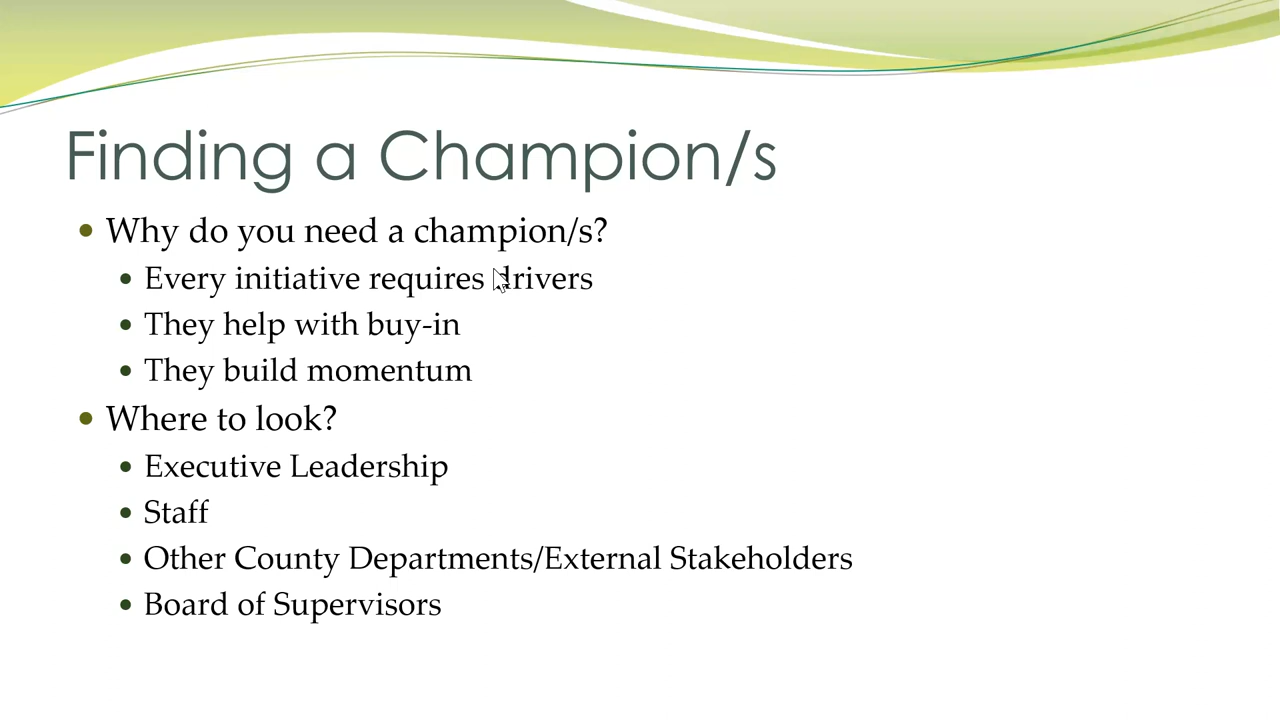 Finding a Champion/s
Why do you need a champion/s?
Every initiative requires drivers
They help with buy-in
They build momentum
Where to look?
Executive Leadership
Staff
Other County Departments/External Stakeholders
Board of Supervisors